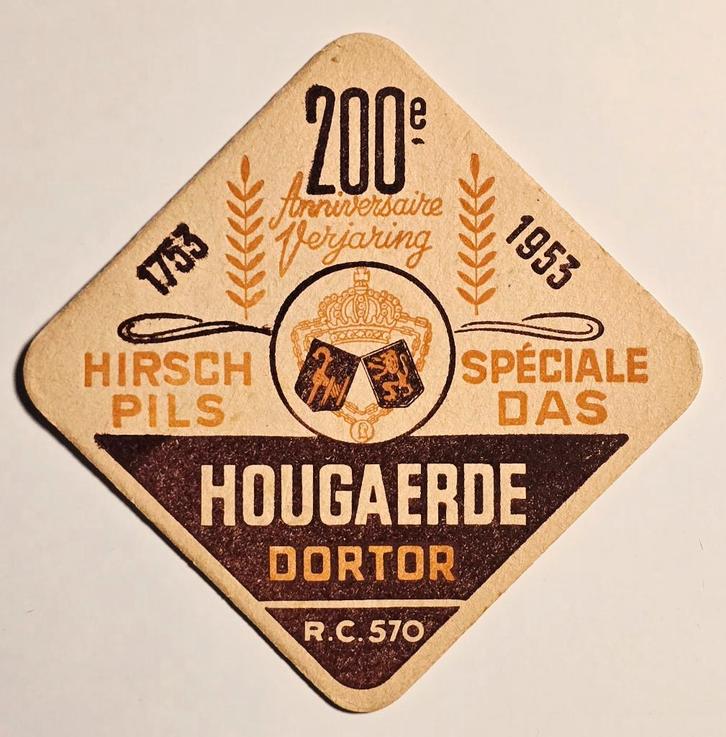 200e
Anniversaire
Verjaring
1753
1953
HIRSCH
PILS
SPÉCIALE
DAS
HOUGAERDE
DORTOR
R.C. 570